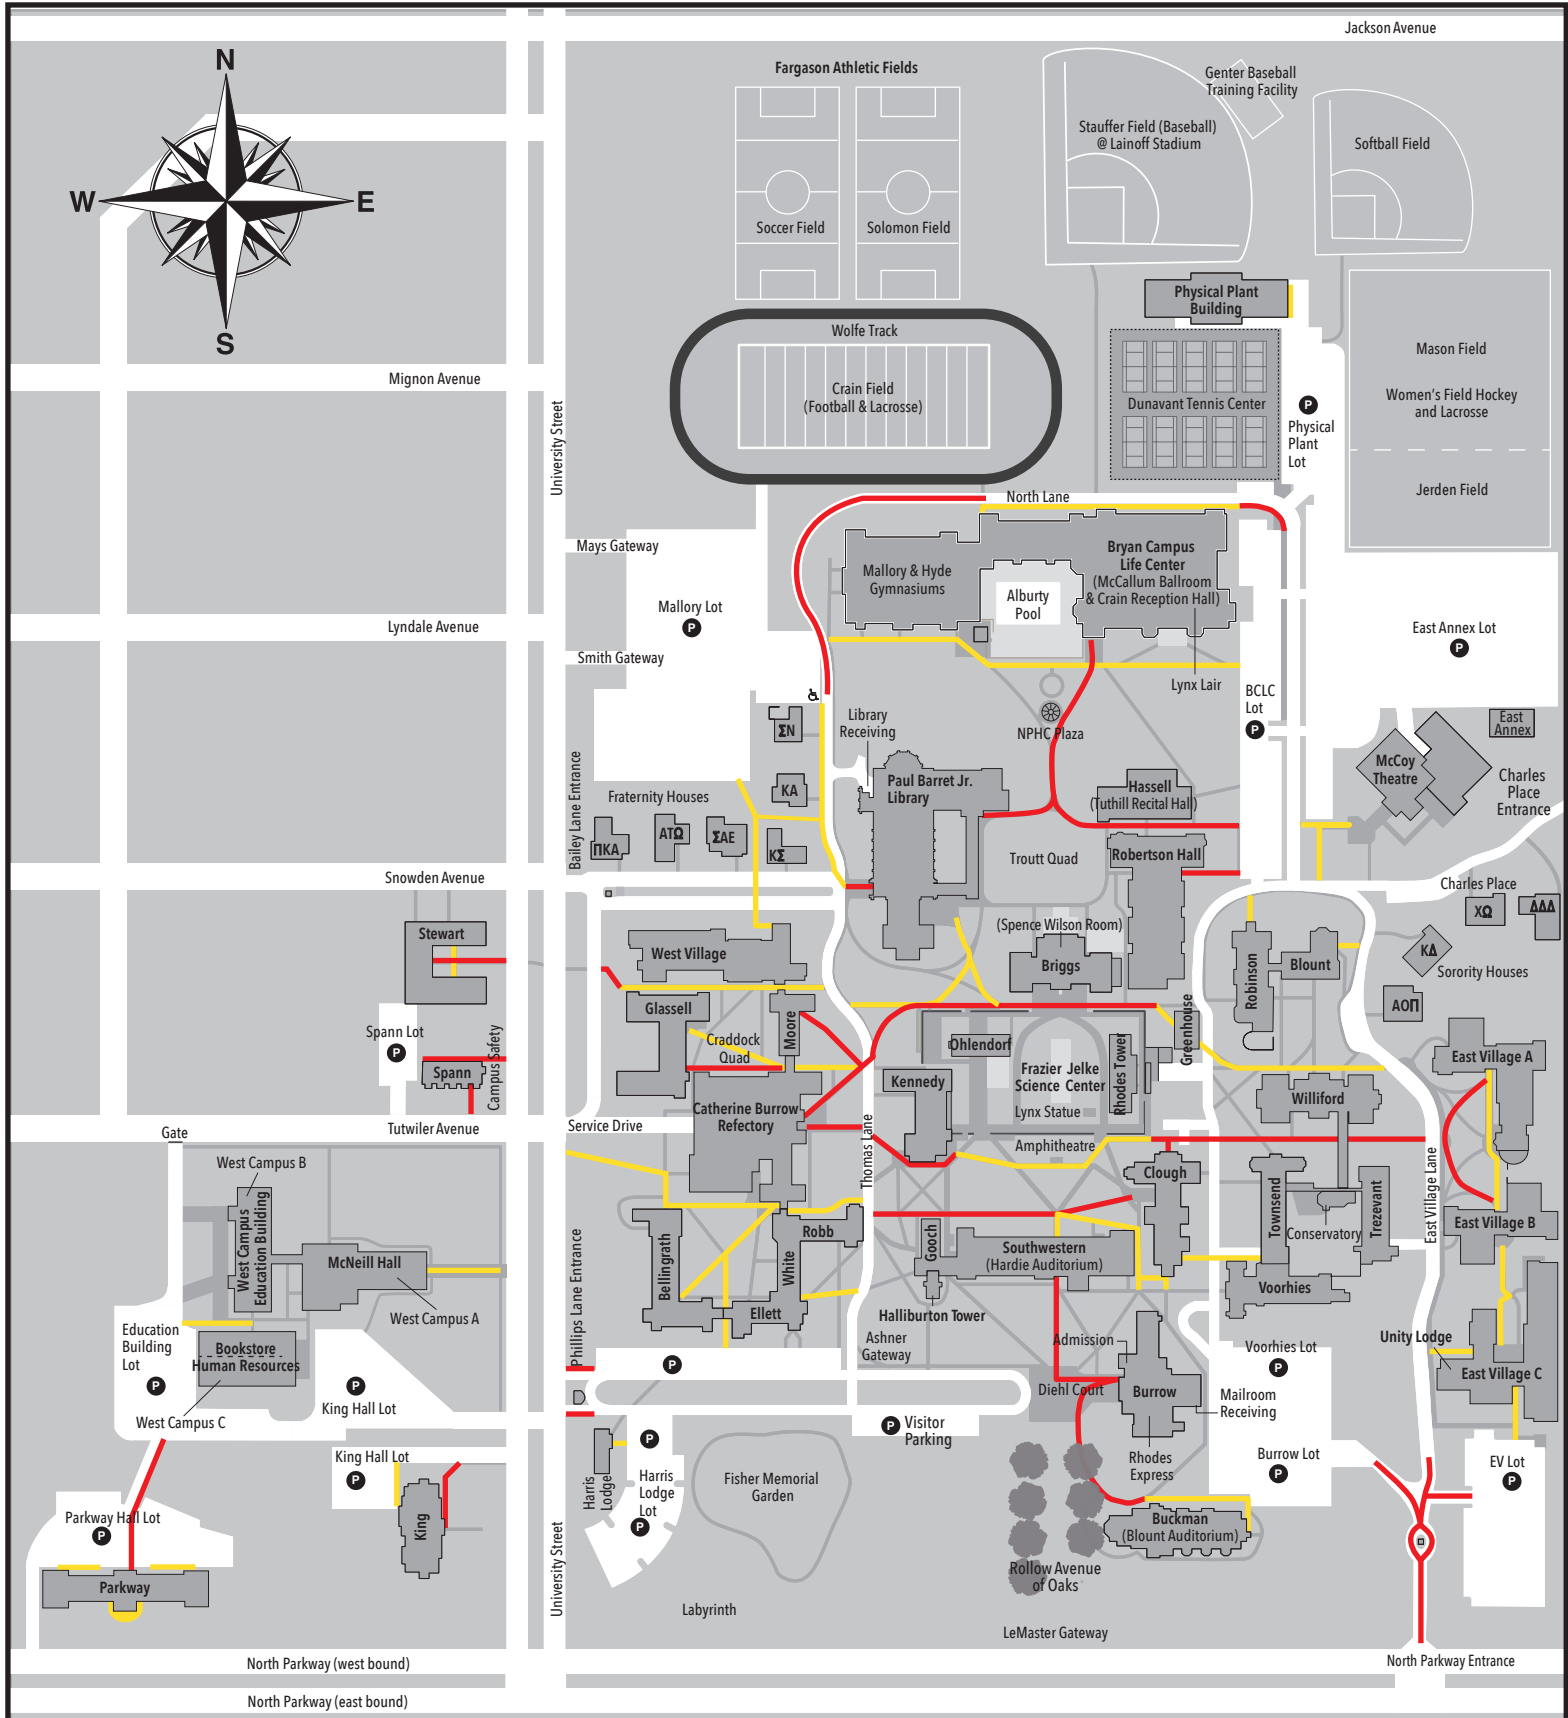 Jackson Avenue
N
W
E
S
Fargason Athletic Fields
Genter Baseball
Training Facility
Stauffer Field (Baseball)
@ Lainoff Stadium
Softball Field
Soccer Field
Solomon Field
Physical Plant
Building
Wolfe Track
Crain Field
(Football & Lacrosse)
Mignon Avenue
University Street
Dunavant Tennis Center
P
Physical
Plant
Lot
Mason Field
Women's Field Hockey
and Lacrosse
Jerden Field
North Lane
Mays Gateway
Mallory & Hyde
Gymnasiums
Bryan Campus
Life Center
(McCallum Ballroom
& Crain Reception Hall)
Alburty
Pool
Mallory Lot
P
Lyndale Avenue
Smith Gateway
East Annex Lot
P
Lynx Lair
BCLC
Lot
P
Library
Receiving
NPHC Plaza
ΣN
KA
Fraternity Houses
ΠKA
ATΩ
ΣAE
KΣ
Bailey Lane Entrance
Paul Barret Jr.
Library
Hassell
(Tuthill Recital Hall)
East
Annex
McCoy
Theatre
Charles
Place
Entrance
Troutt Quad
Robertson Hall
Snowden Avenue
Charles Place
XΩ
ΔΔΔ
KΔ
Sorority Houses
AOΠ
Stewart
West Village
(Spence Wilson Room)
Briggs
Robinson
Blount
Glassell
Moore
Craddock
Quad
Spann Lot
P
Spann
Campus Safety
Ohlendorf
Kennedy
Frazier Jelke
Science Center
Rhodes Tower
Greenhouse
Lynx Statue
East Village A
Williford
Catherine Burrow
Refectory
Service Drive
Tutwiler Avenue
Gate
Thomas Lane
Amphitheatre
Clough
East Village Lane
West Campus B
West Campus
Education Building
McNeill Hall
West Campus A
Robb
Bellingrath
White
Ellett
Gooch
Southwestern
(Hardie Auditorium)
Halliburton Tower
Townsend
Conservatory
Trezevant
Voorhies
East Village B
Phillips Lane Entrance
Education
Building
Lot
P
Bookstore
Human Resources
West Campus C
King Hall Lot
P
P
Ashner
Gateway
Admission
Diehl Court
Burrow
Mailroom
Receiving
Voorhies Lot
P
Unity Lodge
East Village C
P
Visitor
Parking
King Hall Lot
P
King
Harris
Lodge
P
Harris
Lodge
Lot
P
Fisher Memorial
Garden
Rhodes
Express
Burrow Lot
P
EV Lot
P
Parkway Hall Lot
P
Parkway
Buckman
(Blount Auditorium)
Rollow Avenue
of Oaks
University Street
Labyrinth
LeMaster Gateway
North Parkway (west bound)
North Parkway Entrance
North Parkway (east bound)